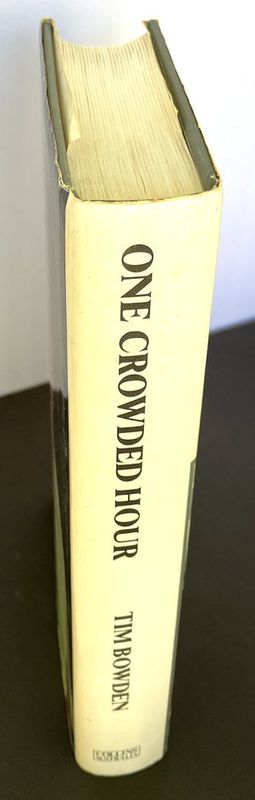 ONE CROWDED HOUR
TIM BOWDEN
COLLINS
AUSTRALIA